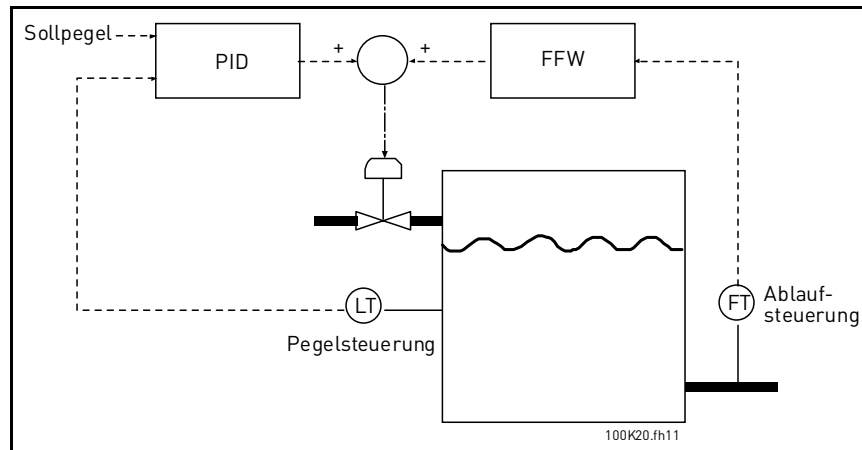 Sollpegel
PID
+
+
FFW
LT
Pegelsteuerung
FT
Ablauf-
steuerung
100K20.fh11